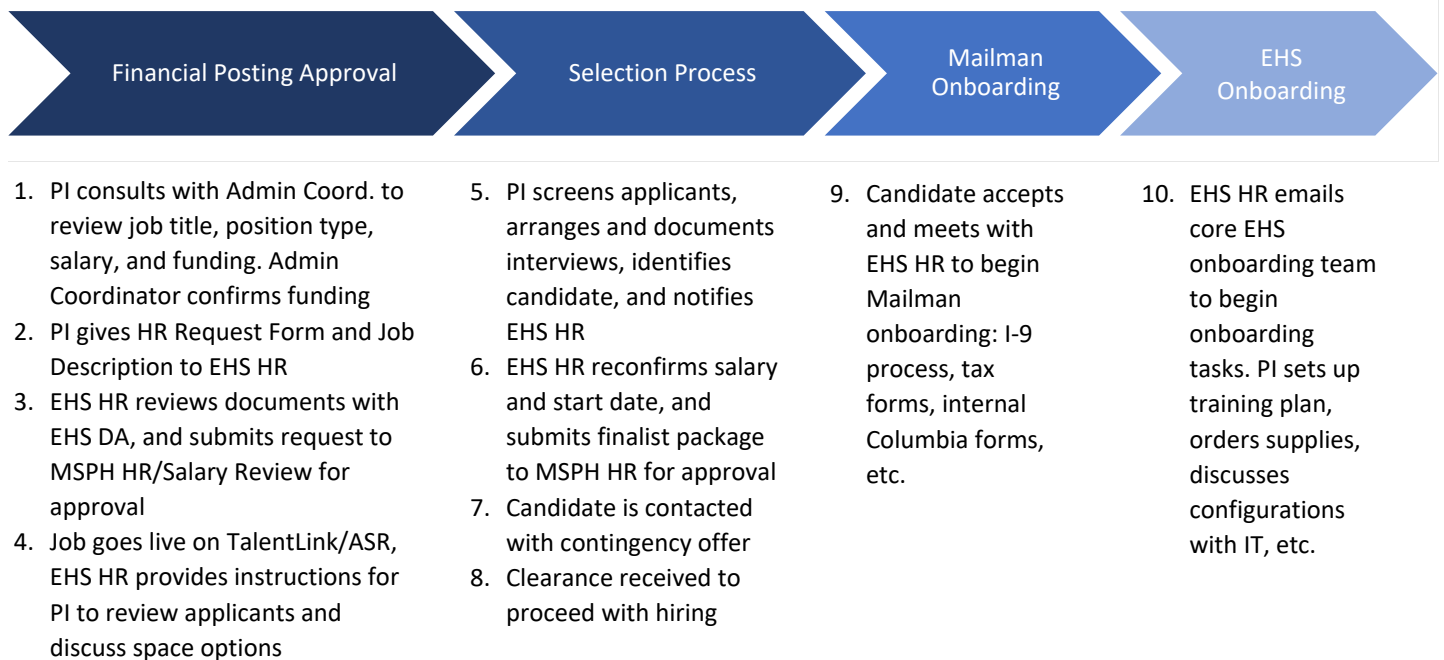 Financial Posting Approval
Selection Process
Mailman
Onboarding
EHS
Onboarding
1. PI consults with Admin Coord. to
review job title, position type,
salary, and funding. Admin
Coordinator confirms funding
2. PI gives HR Request Form and Job
Description to EHS HR
3. EHS HR reviews documents with
EHS DA, and submits request to
MSPH HR/Salary Review for
approval
4. Job goes live on TalentLink/ASR,
EHS HR provides instructions for
PI to review applicants and
discuss space options
5. PI screens applicants,
arranges and documents
interviews, identifies
candidate, and notifies
EHS HR
6. EHS HR reconfirms salary
and start date, and
submits finalist package
to MSPH HR for approval
7. Candidate is contacted
with contingency offer
8. Clearance received to
proceed with hiring
9. Candidate accepts
and meets with
EHS HR to begin
Mailman
onboarding: I-9
process, tax
forms, internal
Columbia forms,
etc.
10. EHS HR emails
core EHS
onboarding team
to begin
onboarding
tasks. PI sets up
training plan,
orders supplies,
discusses
configurations
with IT, etc.